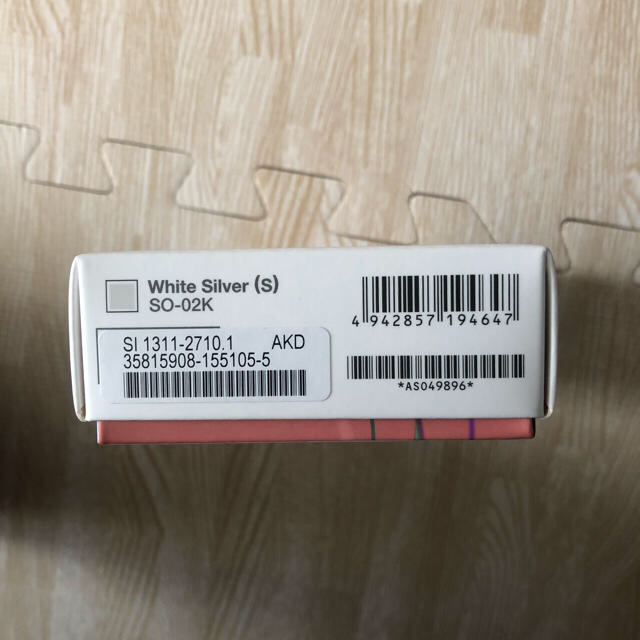 White Silver (S)
SO-02K
SI 1311-2710.1 AKD
35815908-155105-5
4 942857 194647
*AS049896*